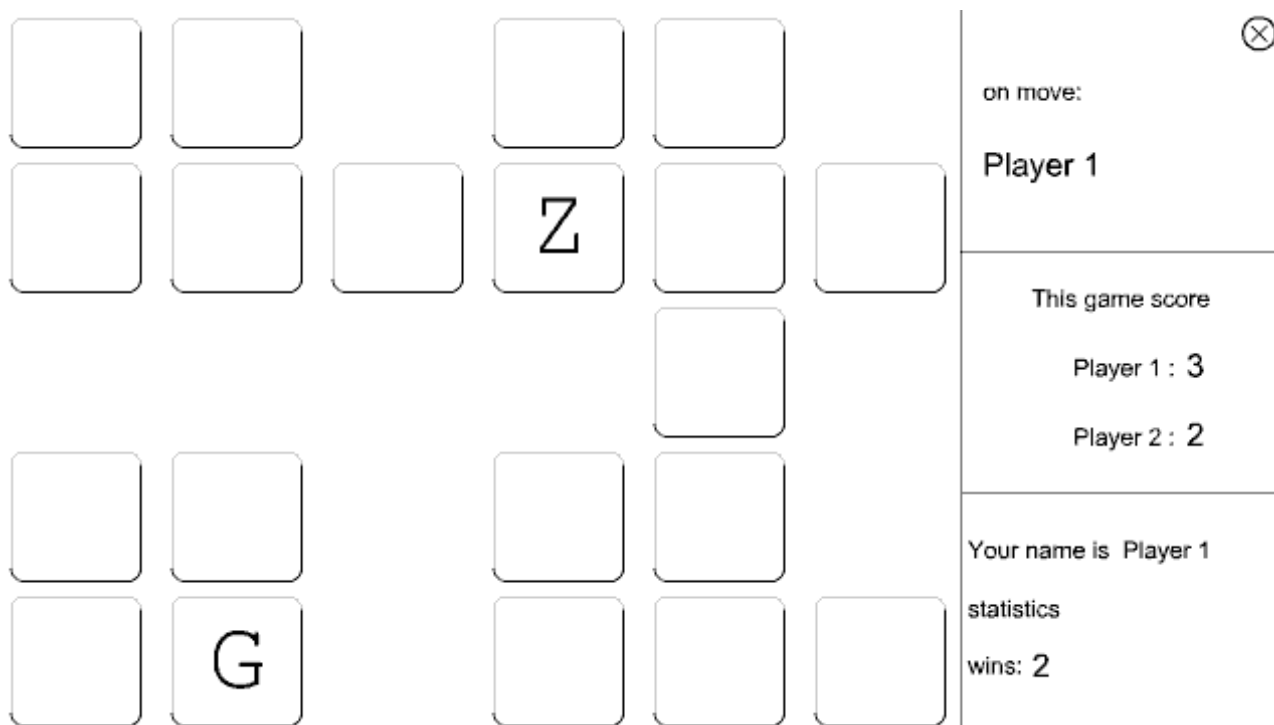 Z
G
on move:
Player 1
This game score
Player 1 : 3
Player 2 : 2
Your name is Player 1
statistics
wins: 2